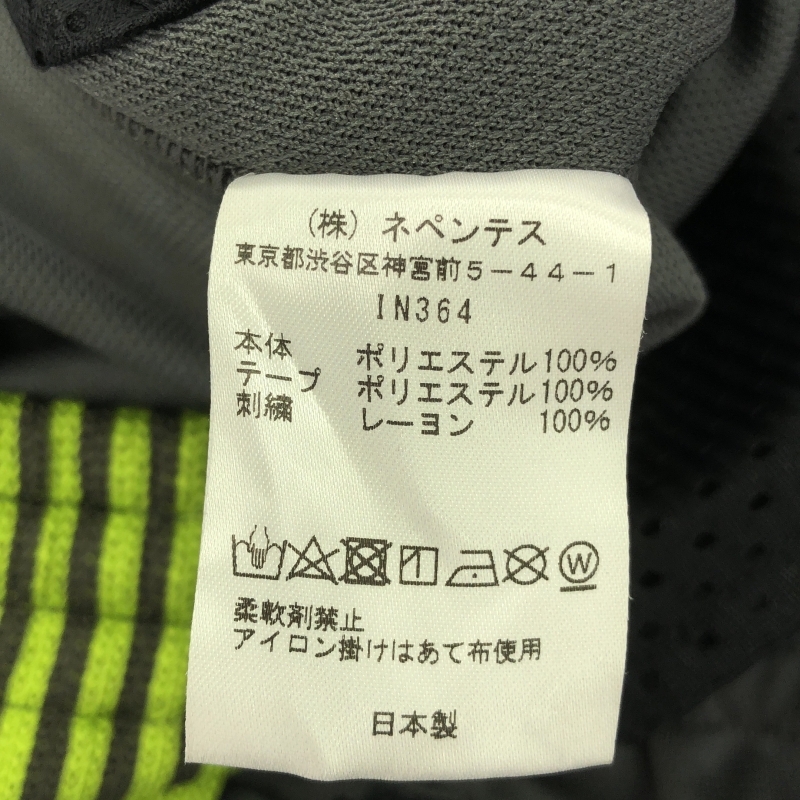 (株) ネペンテス
東京都渋谷区神宮前5-44-1
IN364
本体 ポリエステル100%
テープ ポリエステル100%
刺繍 レーヨン 100%
W
柔軟剤禁止
アイロン掛けはあて布使用
日本製